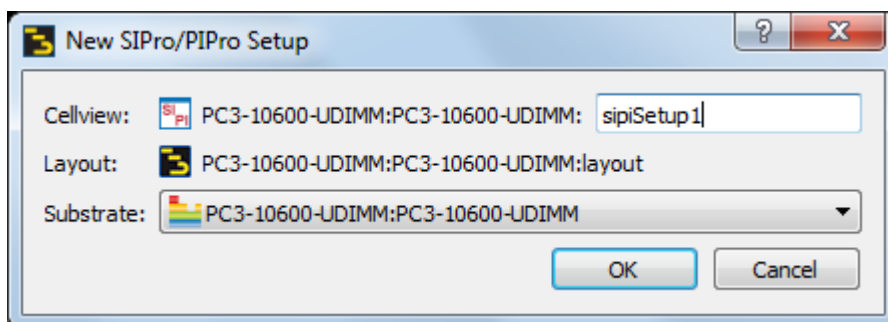 New SIPro/PIPro Setup
Cellview: SI PI PC3-10600-UDIMM:PC3-10600-UDIMM: sipiSetup1
Layout: PC3-10600-UDIMM:PC3-10600-UDIMM:layout
Substrate: PC3-10600-UDIMM:PC3-10600-UDIMM
OK Cancel